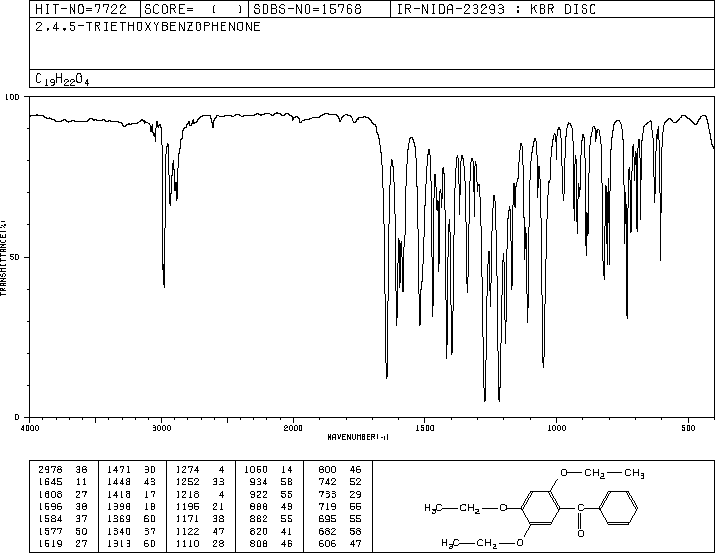 HIT-NO=7722 SCORE= ( ) SDBS-NO=15768 IR-NIDA-23293 : KBR DISC
2,4,5-TRIETHOXYBENZOPHENONE
C19H22O4
100
TRANSMITTANCE(%)
50
0
4000 3000 2000 1500 1000 500
WAVENUMBER(-1)
2978 38 1471 30 1274 4 1050 14 800 46
1645 11 1448 43 1252 33 934 58 742 52
1608 27 1418 17 1218 4 922 55 733 29
1596 38 1398 18 1195 21 888 49 719 55
1584 37 1369 60 1171 38 882 55 695 55
1577 50 1340 37 1122 47 820 41 682 58
1519 27 1313 60 1110 28 808 46 606 47
O CH2 CH3
H3C CH2 O
O
H3C CH2 O